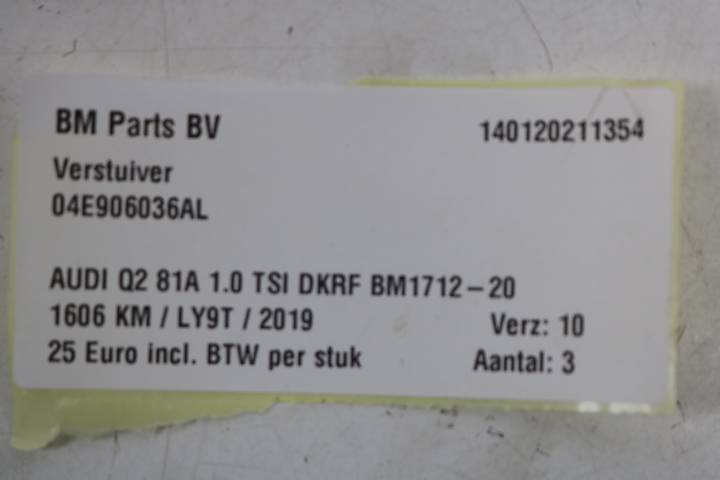 BM Parts BV 140120211354
Verstuiver
04E906036AL
AUDI Q2 81A 1.0 TSI DKRF BM1712-20
1606 KM / LY9T / 2019 Verz: 10
25 Euro incl. BTW per stuk Aantal: 3